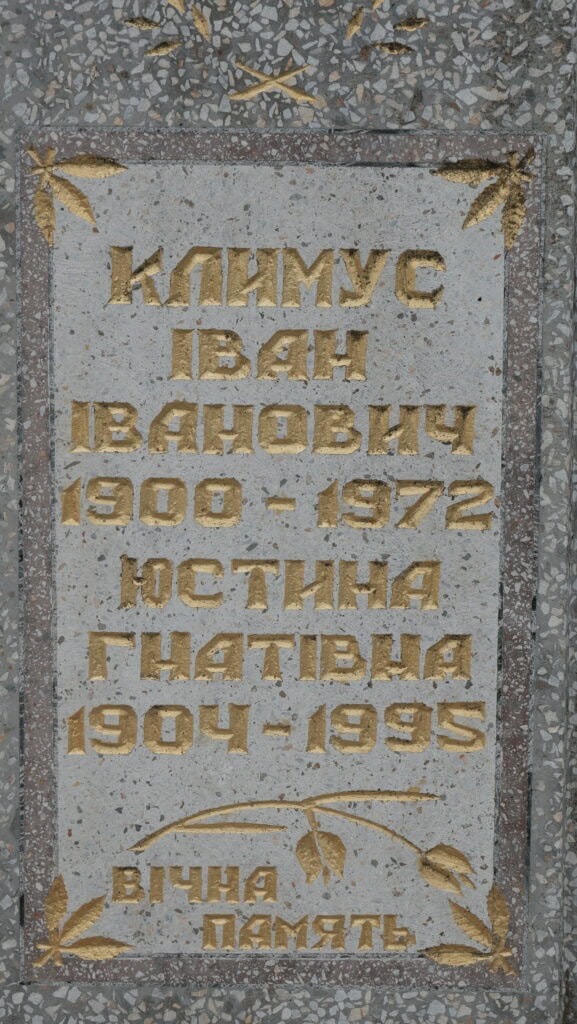 КЛИМУС
ІВАН
ІВАНОВИЧ
1900 - 1972
ЮСТИНА
ГНАТІВНА
1904 - 1995
ВІЧНА
ПАМЯТЬ